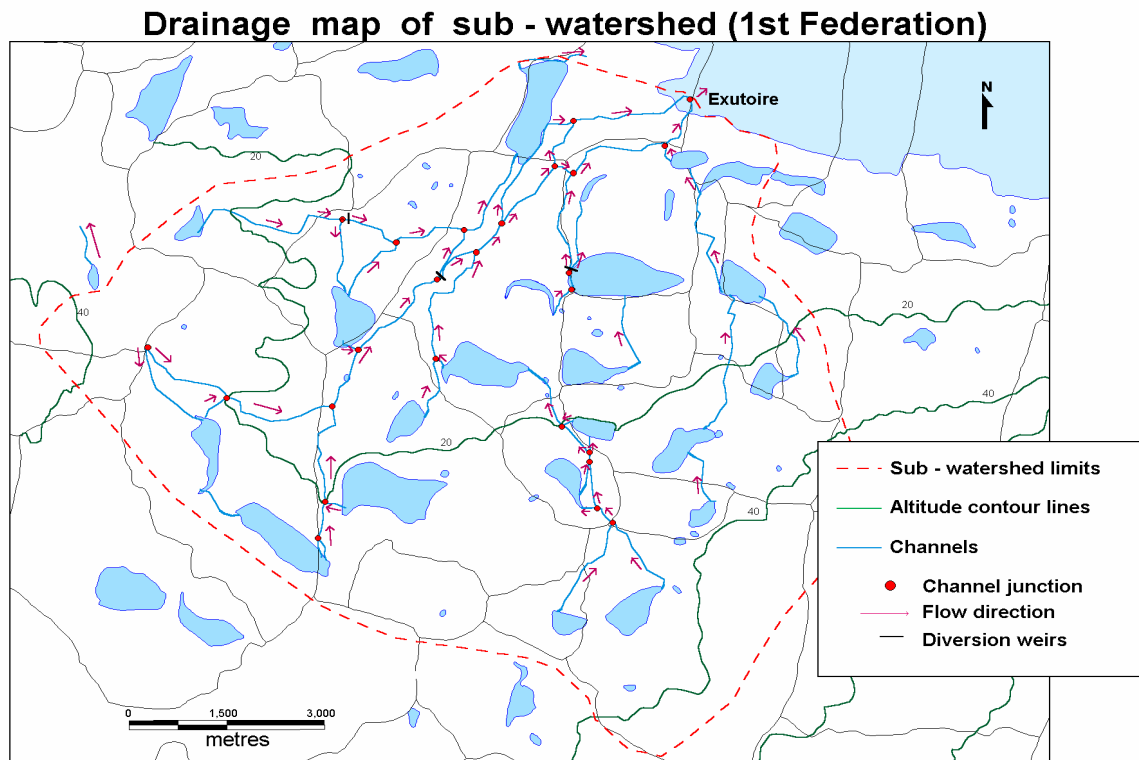 Drainage map of sub - watershed (1st Federation)
N
Exutoire
20
40
20
40
20
40
Sub - watershed limits
Altitude contour lines
Channels
Channel junction
Flow direction
Diversion weirs
0 1,500 3,000
metres